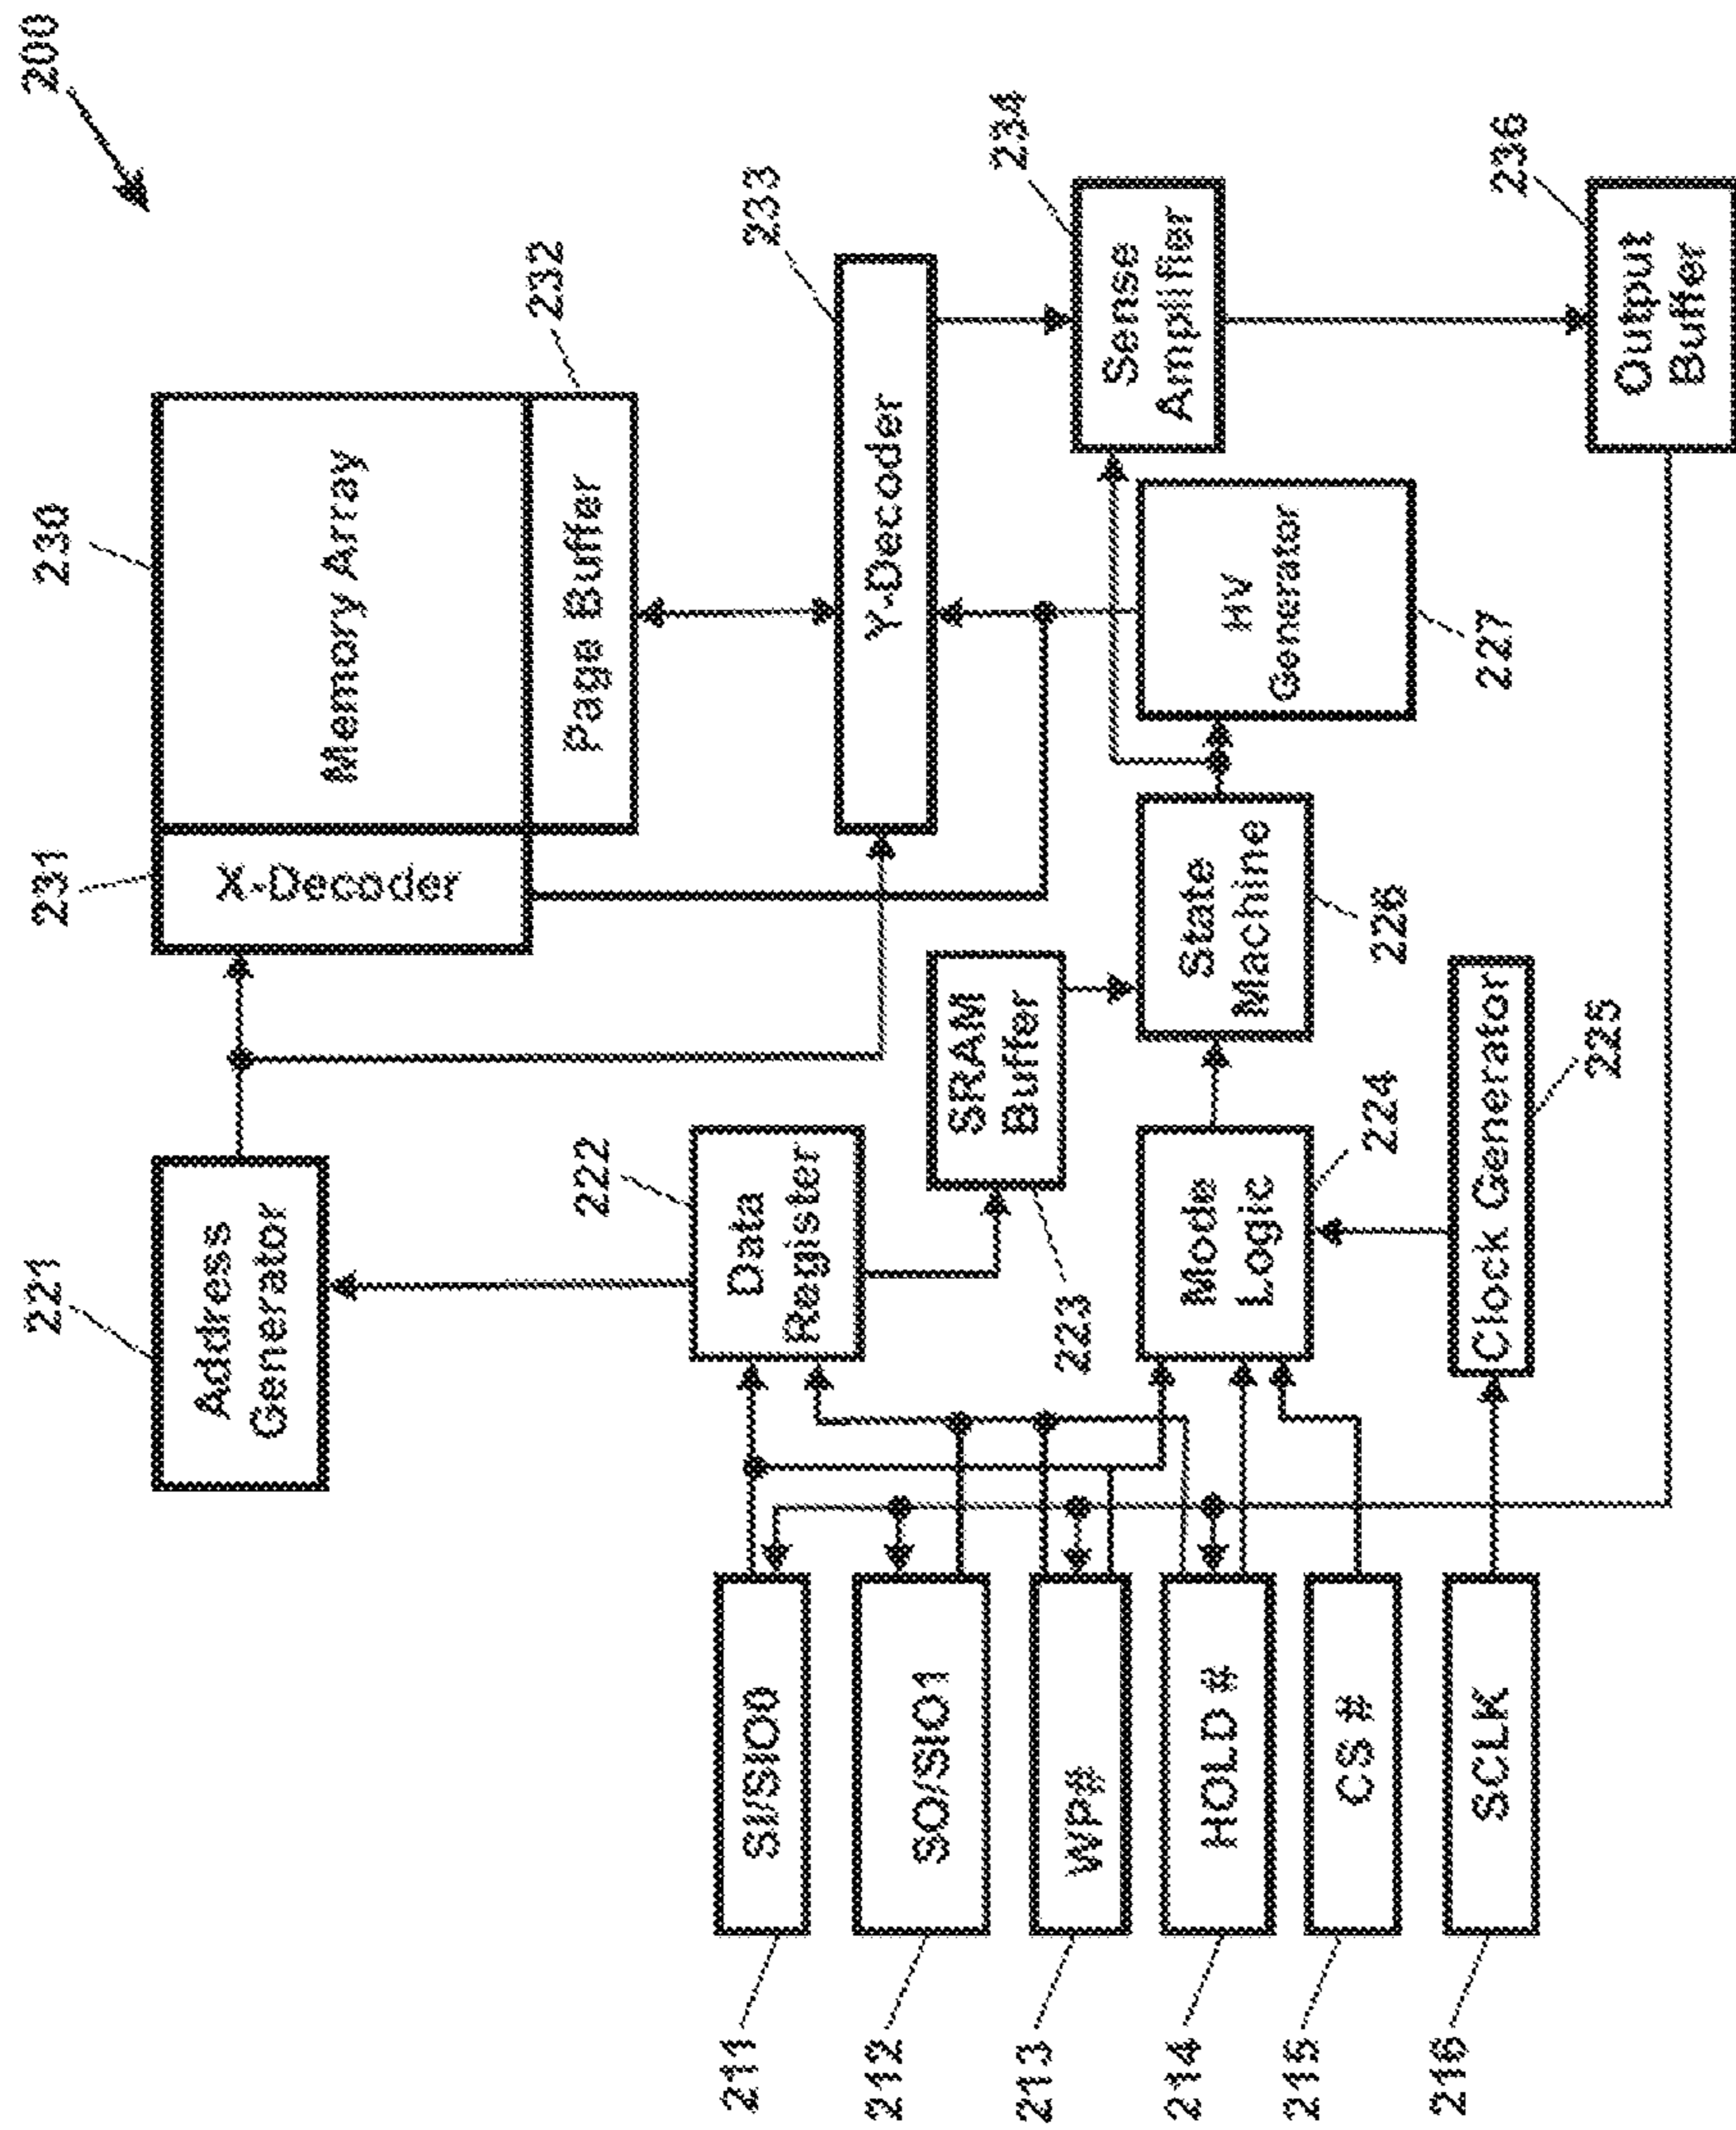 200
230
231
Memory Array
X-Decoder
232
Page Buffer
221
Address
Generator
222
Data
Register
233
Y-Decoder
SRAM
Buffer
223
234
Sense
Amplifier
State
Machine
226
HV
Generator
227
Mode
Logic
224
Clock Generator
225
236
Output
Buffer
211
SI/SIO0
212
SO/SIO1
213
WP#
214
HOLD #
215
CS #
216
SCLK